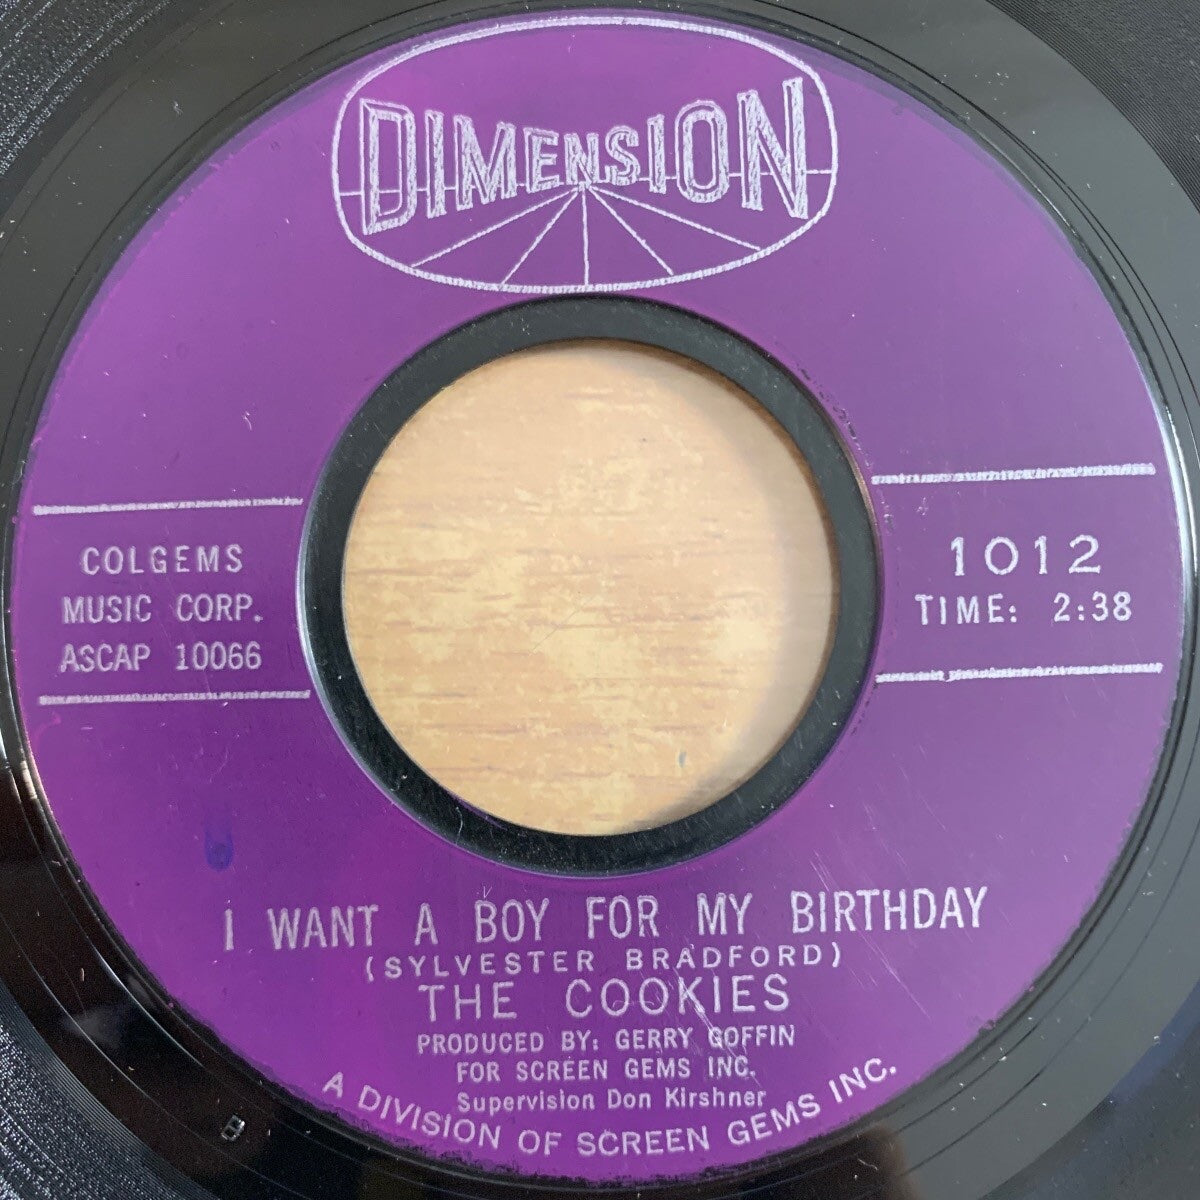 DIMENSION
COLGEMS
MUSIC CORP.
ASCAP 10066
1012
TIME: 2:38
I WANT A BOY FOR MY BIRTHDAY
(SYLVESTER BRADFORD)
THE COOKIES
PRODUCED BY: GERRY GOFFIN
FOR SCREEN GEMS INC.
Supervision Don Kirshner
A DIVISION OF SCREEN GEMS INC.